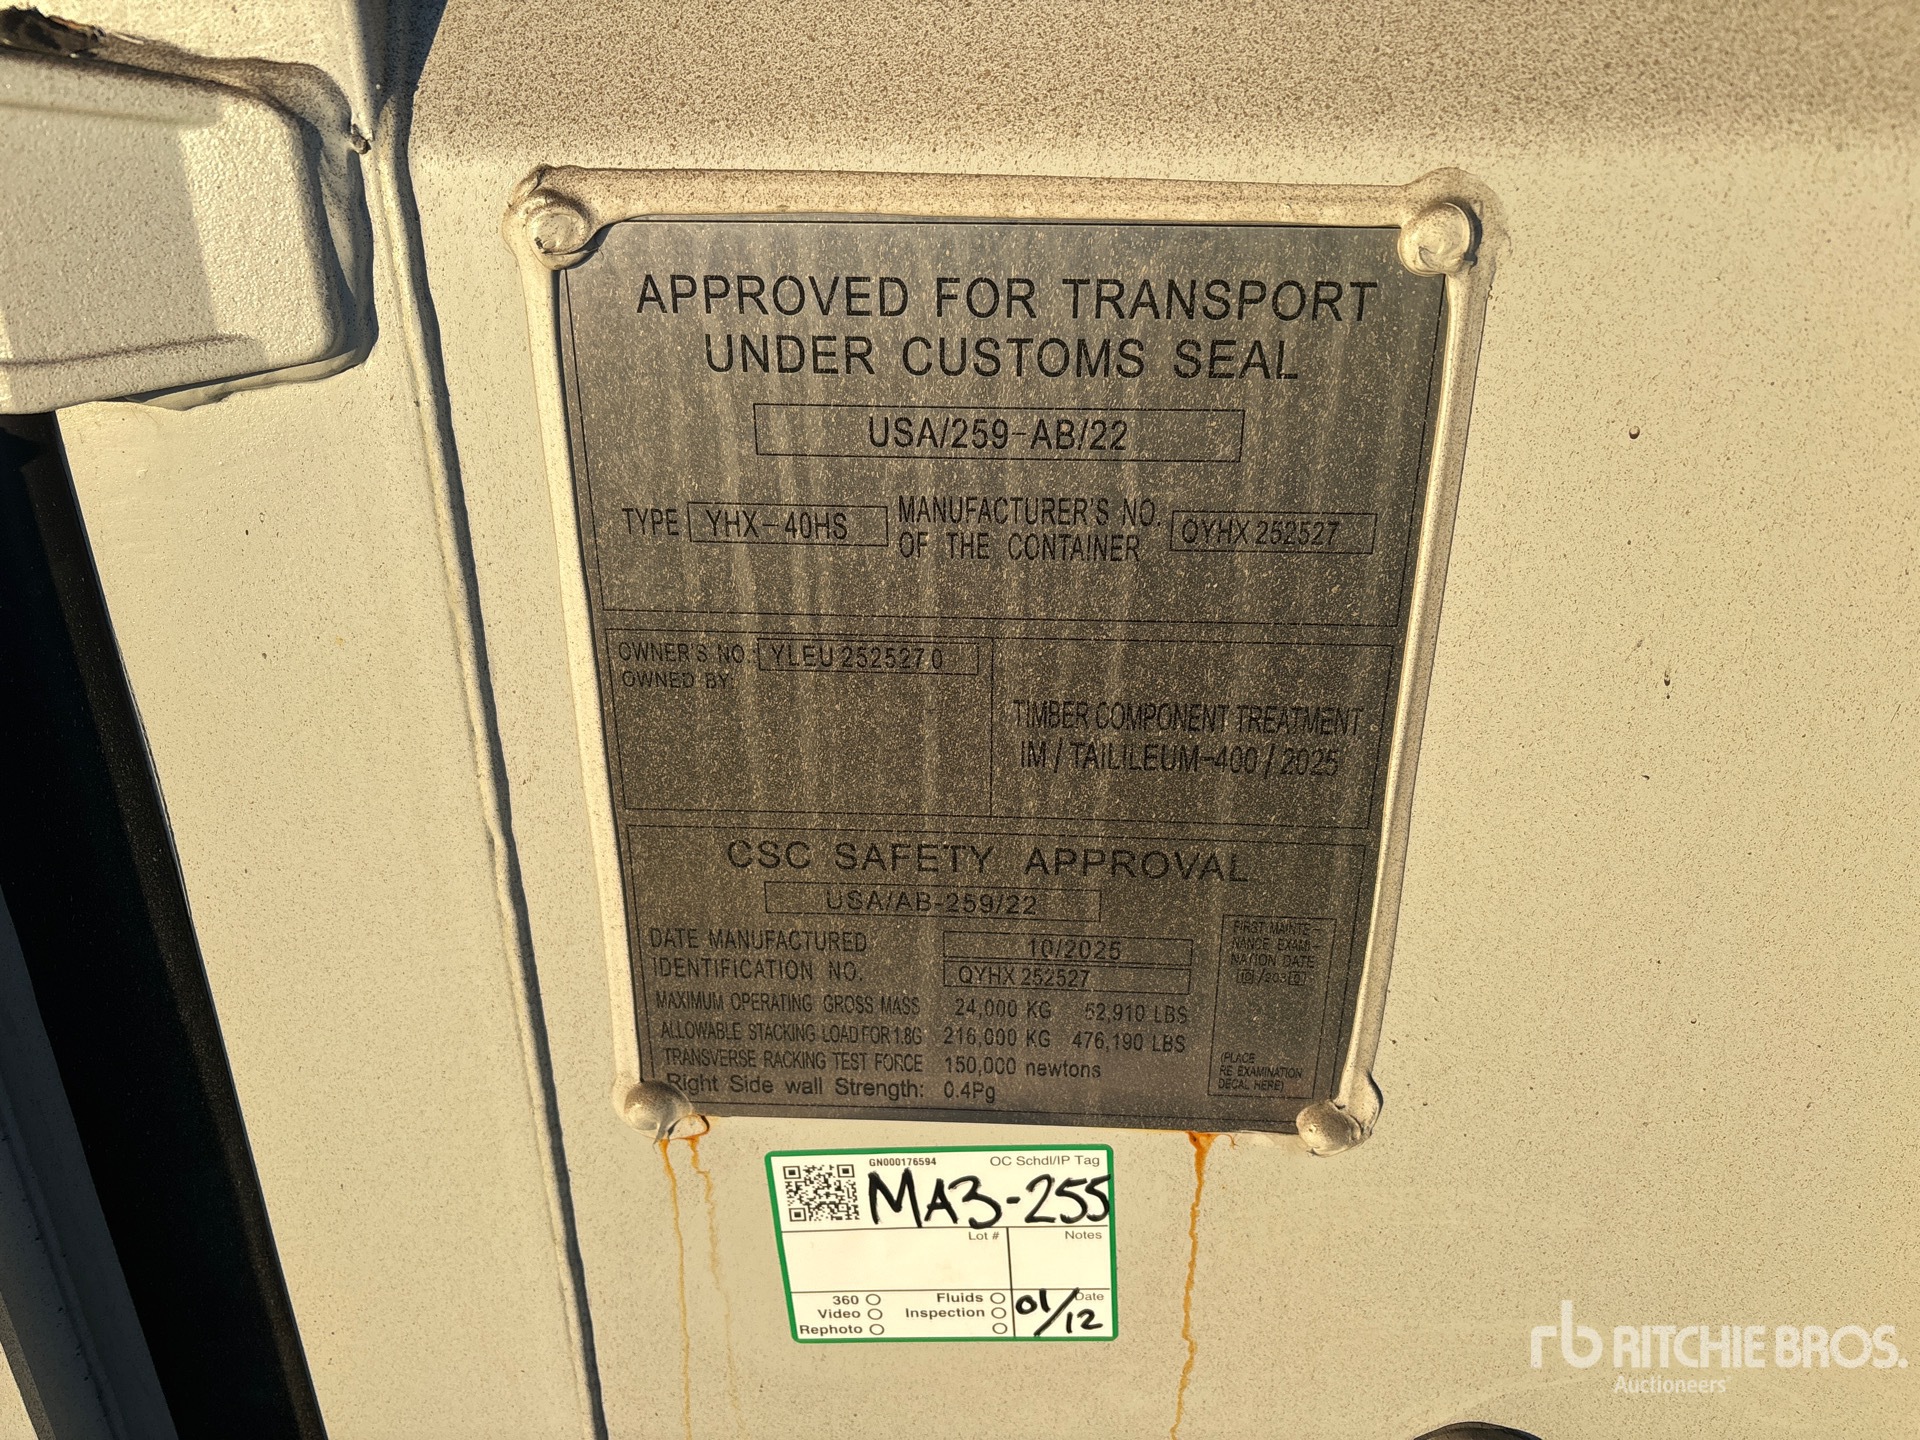 APPROVED FOR TRANSPORT
UNDER CUSTOMS SEAL
USA/259-AB/22
TYPE YHX-40HS MANUFACTURER'S NO.
OF THE CONTAINER QYHX 252527
OWNER'S NO.: YLEU 252527 0
OWNED BY:
TIMBER COMPONENT TREATMENT
IM / TAILILEUM-400 / 2025
CSC SAFETY APPROVAL
USA/AB-259/22
DATE MANUFACTURED 10/2025
IDENTIFICATION NO. QYHX 252527
MAXIMUM OPERATING GROSS MASS 24,000 KG 52,910 LBS
ALLOWABLE STACKING LOAD FOR 1.8G 216,000 KG 476,190 LBS
TRANSVERSE RACKING TEST FORCE 150,000 newtons
Right Side wall Strength: 0.4Pg
FIRST MAINTE-
NANCE EXAMI-
NATION DATE
(PLACE
RE EXAMINATION
DECAL HERE)
GN000176594 OC Schdl/IP Tag
MA3-255
Lot # Notes
360 Fluids Date
Video Inspection 01/12
Rephoto
rb RITCHIE BROS.
Auctioneers